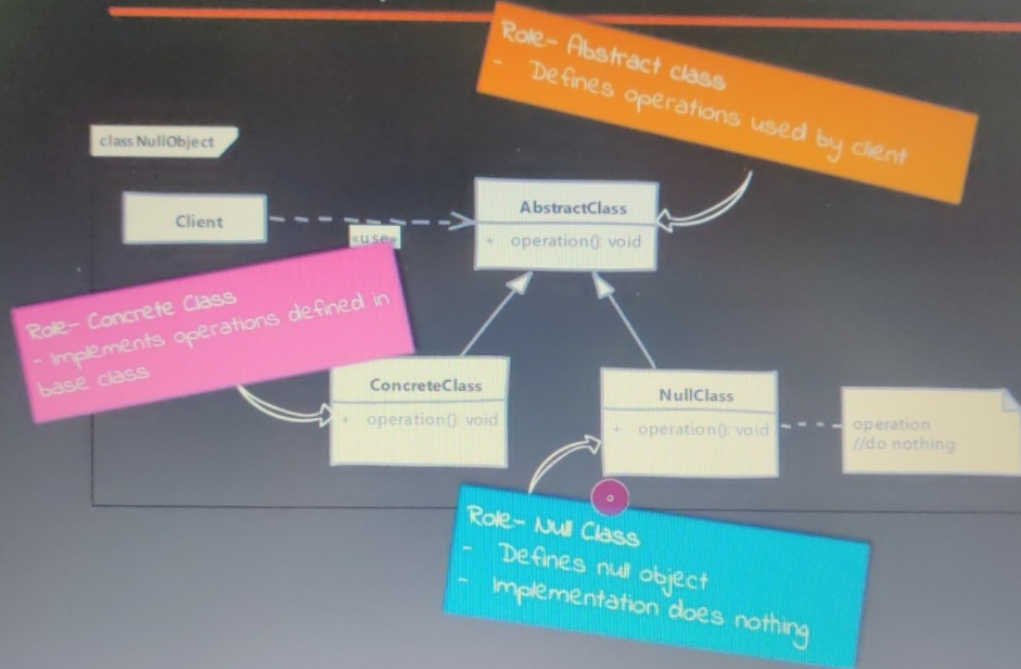 Role- Abstract class
- Defines operations used by client
class NullObject
Client
«use»
AbstractClass
+ operation(): void
Role- Concrete Class
- Implements operations defined in
base class
ConcreteClass
+ operation(): void
NullClass
+ operation(): void
operation
//do nothing
Role- Null Class
- Defines null object
- Implementation does nothing